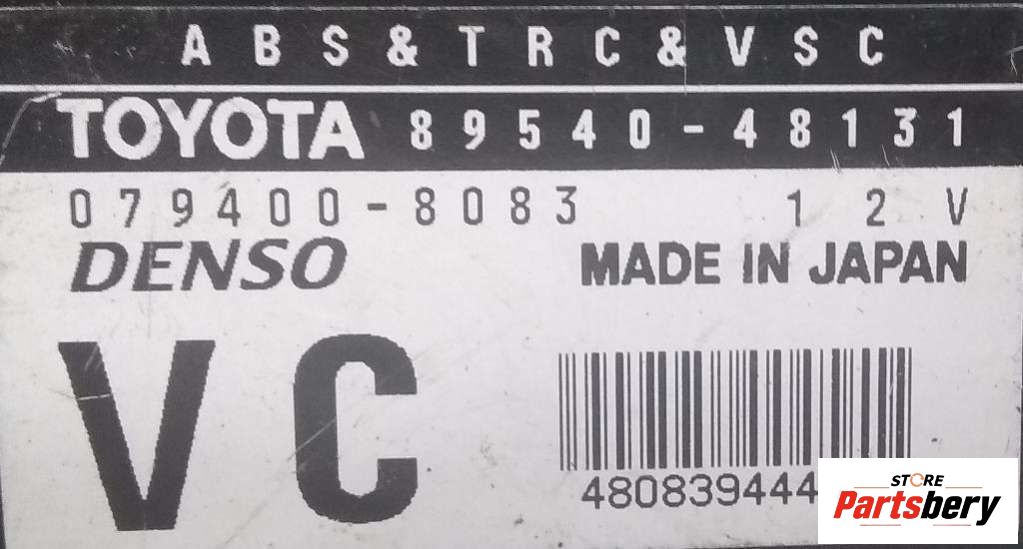 ABS&TRC&VSC
TOYOTA 89540-48131
079400-8083 12V
DENSO MADE IN JAPAN
VC
480839444
STORE
Partsbery